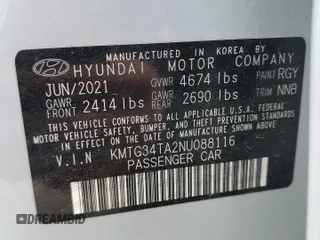 MANUFACTURED IN KOREA BY
HYUNDAI MOTOR COMPANY
JUN/2021 GVWR 4674 lbs PAINT RGY
GAWR FRONT 2414 lbs GAWR REAR 2690 lbs TRIM NNB
THIS VEHICLE CONFORMS TO ALL APPLICABLE U.S.A. FEDERAL
MOTOR VEHICLE SAFETY, BUMPER, AND THEFT PREVENTION
STANDARDS IN EFFECT ON THE DATE OF MANUFACTURE SHOWN ABOVE.
V.I.N KMTG34TA2NU088116
PASSENGER CAR
DREAMBID